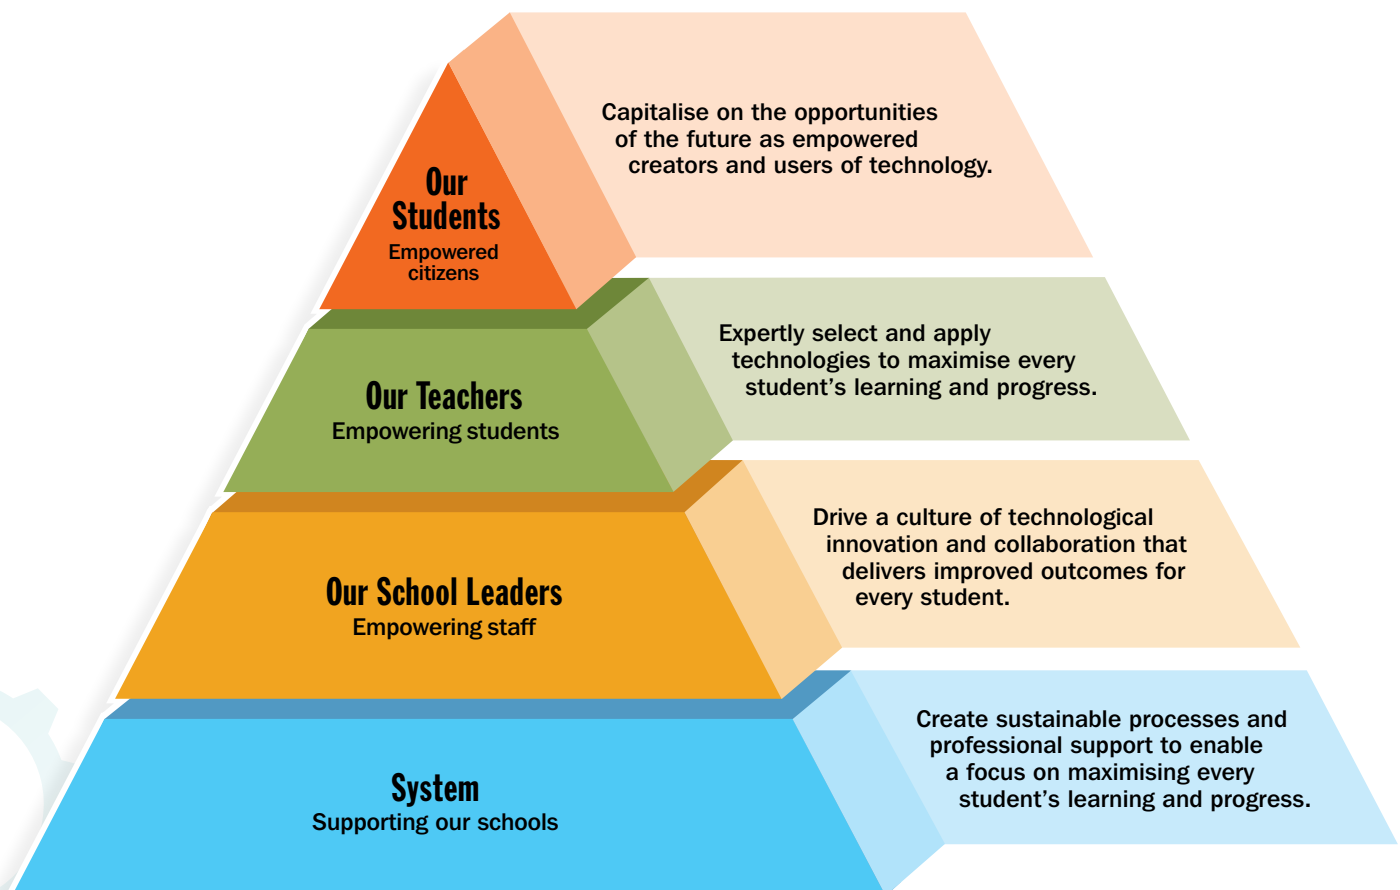 Our
Students
Empowered
citizens
Capitalise on the opportunities
of the future as empowered
creators and users of technology.
Our Teachers
Empowering students
Expertly select and apply
technologies to maximise every
student’s learning and progress.
Our School Leaders
Empowering staff
Drive a culture of technological
innovation and collaboration that
delivers improved outcomes for
every student.
System
Supporting our schools
Create sustainable processes and
professional support to enable
a focus on maximising every
student’s learning and progress.